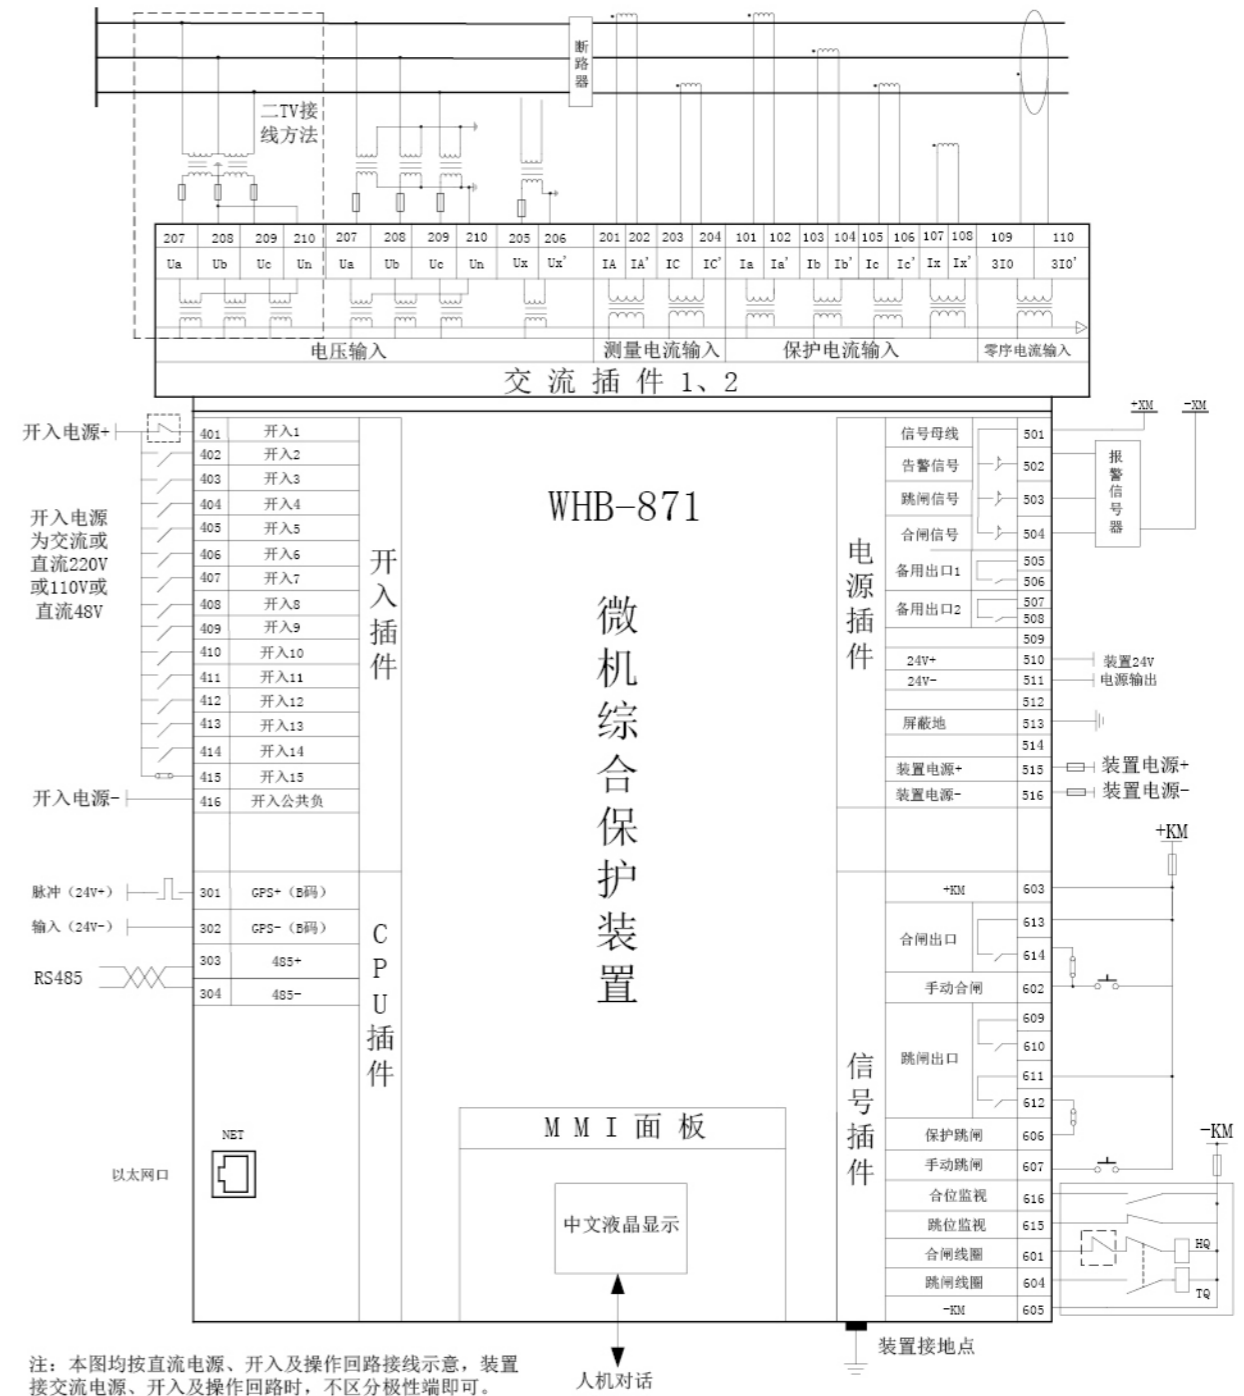 断路器
二TV接
线方法
207 208 209 210 207 208 209 210 205 206 201 202 203 204 101 102 103 104 105 106 107 108 109 110
Ua Ub Uc Un Ua Ub Uc Un Ux Ux' IA IA' IC IC' Ia Ia' Ib Ib' Ic Ic' Ix Ix' 3I0 3I0'
电压输入 测量电流输入 保护电流输入 零序电流输入
交流插件1、2
开入电源+
401 开入1
402 开入2
403 开入3
404 开入4
405 开入5
406 开入6
407 开入7
408 开入8
409 开入9
410 开入10
411 开入11
412 开入12
413 开入13
414 开入14
415 开入15
416 开入公共负
开入电源
为交流或
直流220V
或110V或
直流48V
开入电源-
开入插件
脉冲（24V+） 301 GPS+（B码）
输入（24V-） 302 GPS-（B码）
RS485
303 485+
304 485-
CPU插件
NET
以太网口
WHB-871
微机综合保护装置
MMI面板
中文液晶显示
人机对话
+XM -XM
信号母线 501
告警信号 502
跳闸信号 503
合闸信号 504
报警信号器
备用出口1 505
506
备用出口2 507
508
509
24V+ 510
24V- 511
装置24V
电源输出
512
屏蔽地 513
514
装置电源+ 515 装置电源+
装置电源- 516 装置电源-
电源插件
+KM
+KM 603
合闸出口 613
614
手动合闸 602
跳闸出口 609
610
611
612
保护跳闸 606
手动跳闸 607
-KM
合位监视 616
跳位监视 615
合闸线圈 601 HQ
跳闸线圈 604 TQ
-KM 605
信号插件
装置接地点
注：本图均按直流电源、开入及操作回路接线示意，装置
接交流电源、开入及操作回路时，不区分极性端即可。